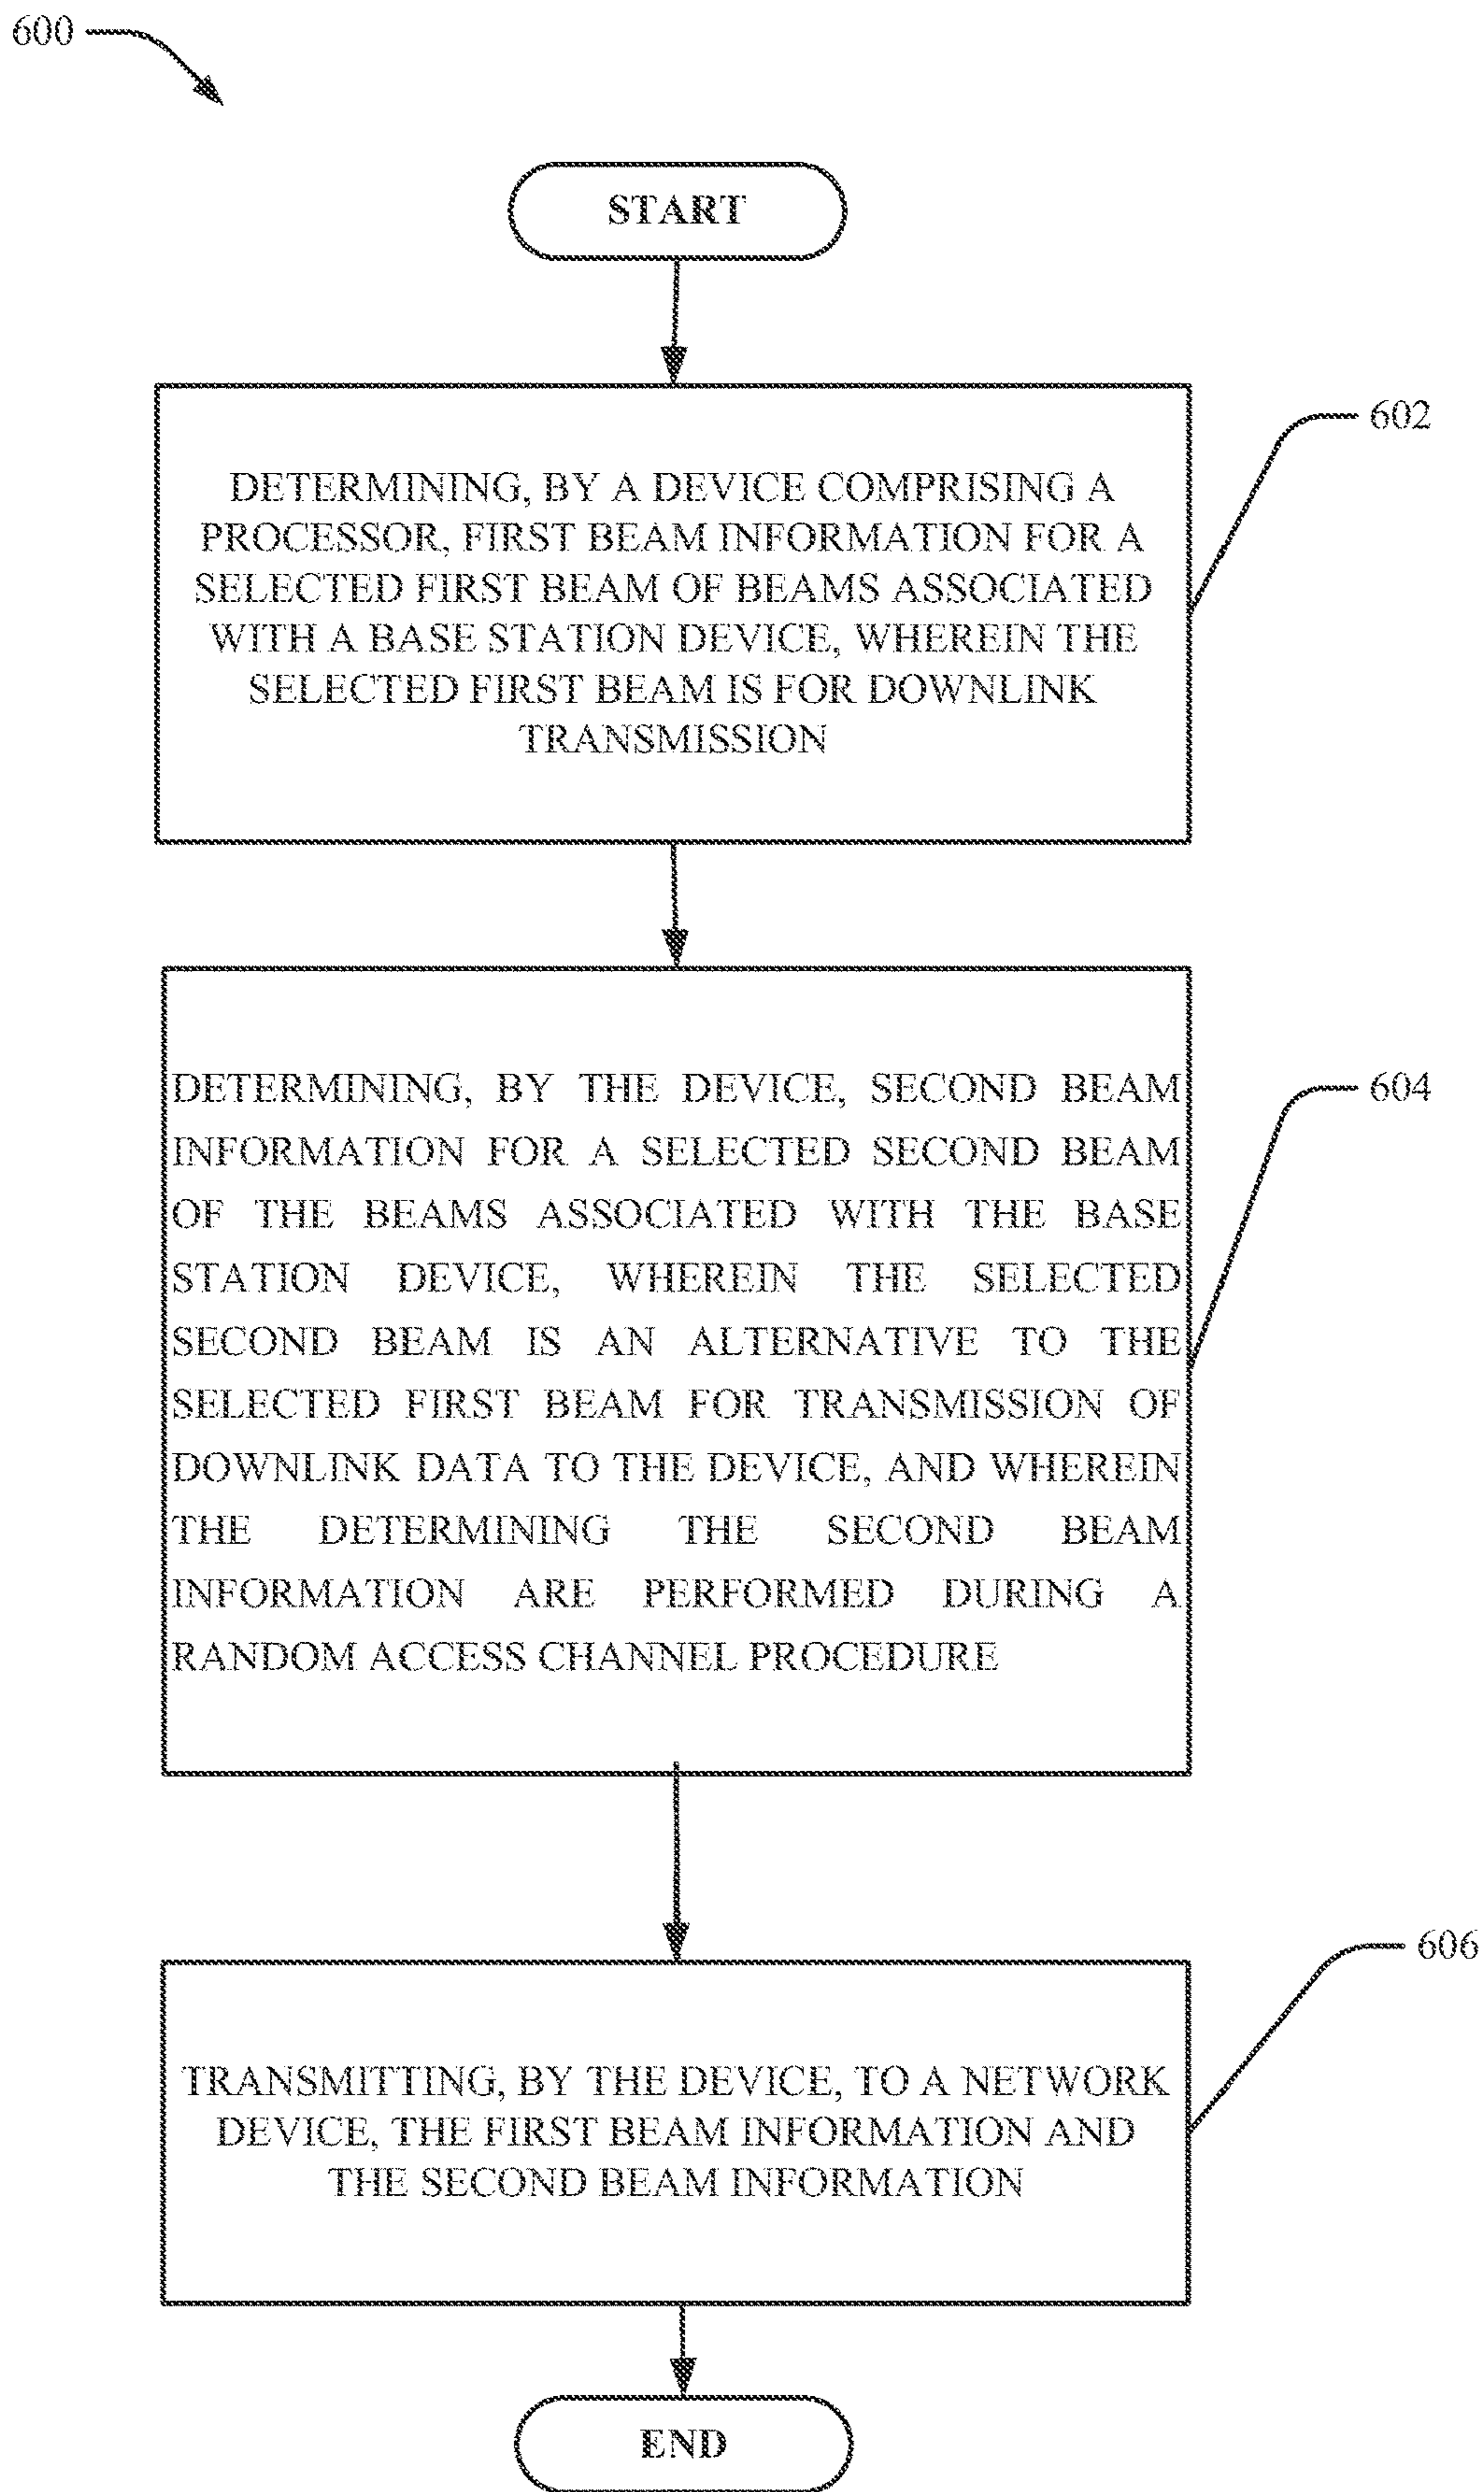 600
START
602
DETERMINING, BY A DEVICE COMPRISING A
PROCESSOR, FIRST BEAM INFORMATION FOR A
SELECTED FIRST BEAM OF BEAMS ASSOCIATED
WITH A BASE STATION DEVICE, WHEREIN THE
SELECTED FIRST BEAM IS FOR DOWNLINK
TRANSMISSION
604
DETERMINING, BY THE DEVICE, SECOND BEAM
INFORMATION FOR A SELECTED SECOND BEAM
OF THE BEAMS ASSOCIATED WITH THE BASE
STATION DEVICE, WHEREIN THE SELECTED
SECOND BEAM IS AN ALTERNATIVE TO THE
SELECTED FIRST BEAM FOR TRANSMISSION OF
DOWNLINK DATA TO THE DEVICE, AND WHEREIN
THE DETERMINING THE SECOND BEAM
INFORMATION ARE PERFORMED DURING A
RANDOM ACCESS CHANNEL PROCEDURE
606
TRANSMITTING, BY THE DEVICE, TO A NETWORK
DEVICE, THE FIRST BEAM INFORMATION AND
THE SECOND BEAM INFORMATION
END